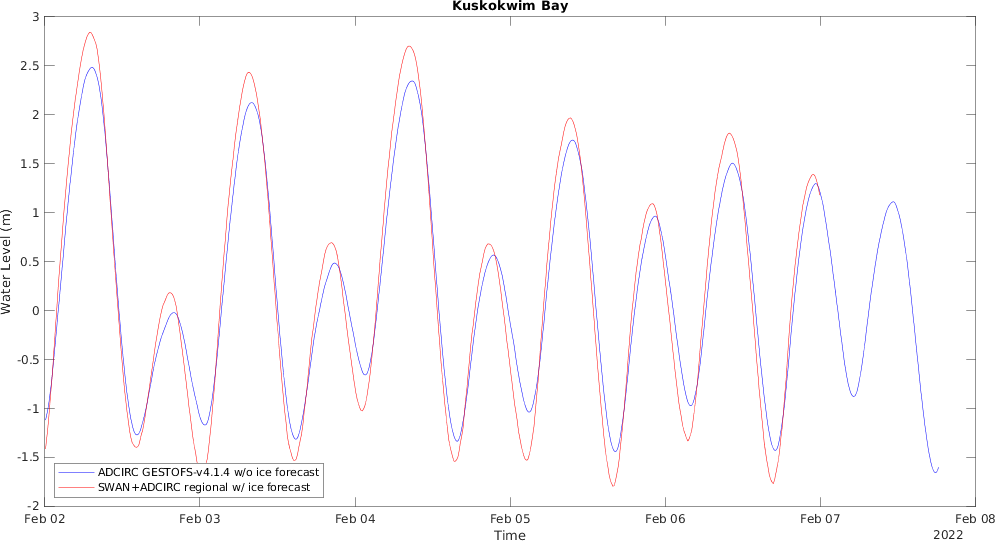 Kuskokwim Bay
3
2.5
2
1.5
1
0.5
0
-0.5
-1
-1.5
-2
Water Level (m)
ADCIRC GESTOFS-v4.1.4 w/o ice forecast
SWAN+ADCIRC regional w/ ice forecast
Feb 02 Feb 03 Feb 04 Feb 05 Feb 06 Feb 07 Feb 08
Time
2022